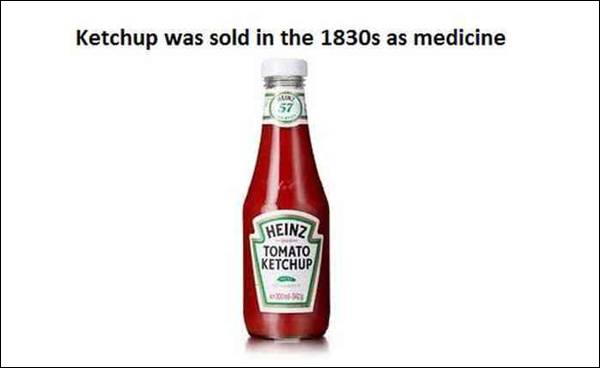 Ketchup was sold in the 1830s as medicine
HEINZ
57
HEINZ
TOMATO
KETCHUP